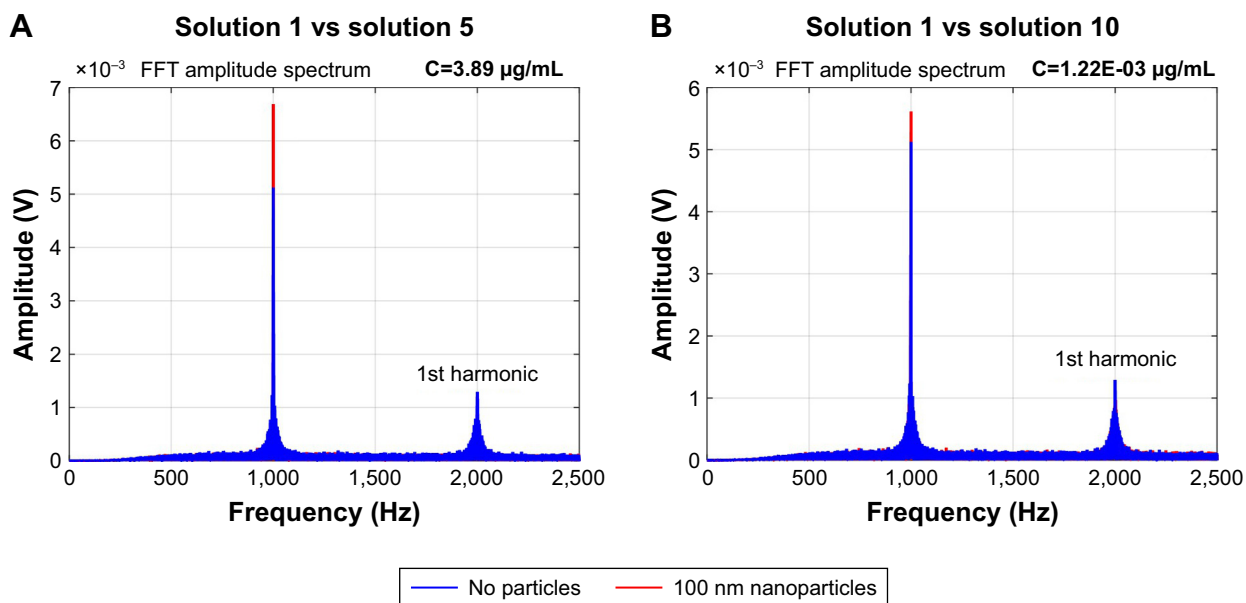 A
Solution 1 vs solution 5
×10⁻³ FFT amplitude spectrum C=3.89 µg/mL
7
6
5
4
3
2
1
0
Amplitude (V)
1st harmonic
0 500 1,000 1,500 2,000 2,500
Frequency (Hz)
B
Solution 1 vs solution 10
×10⁻³ FFT amplitude spectrum C=1.22E-03 µg/mL
6
5
4
3
2
1
0
Amplitude (V)
1st harmonic
0 500 1,000 1,500 2,000 2,500
Frequency (Hz)
No particles 100 nm nanoparticles